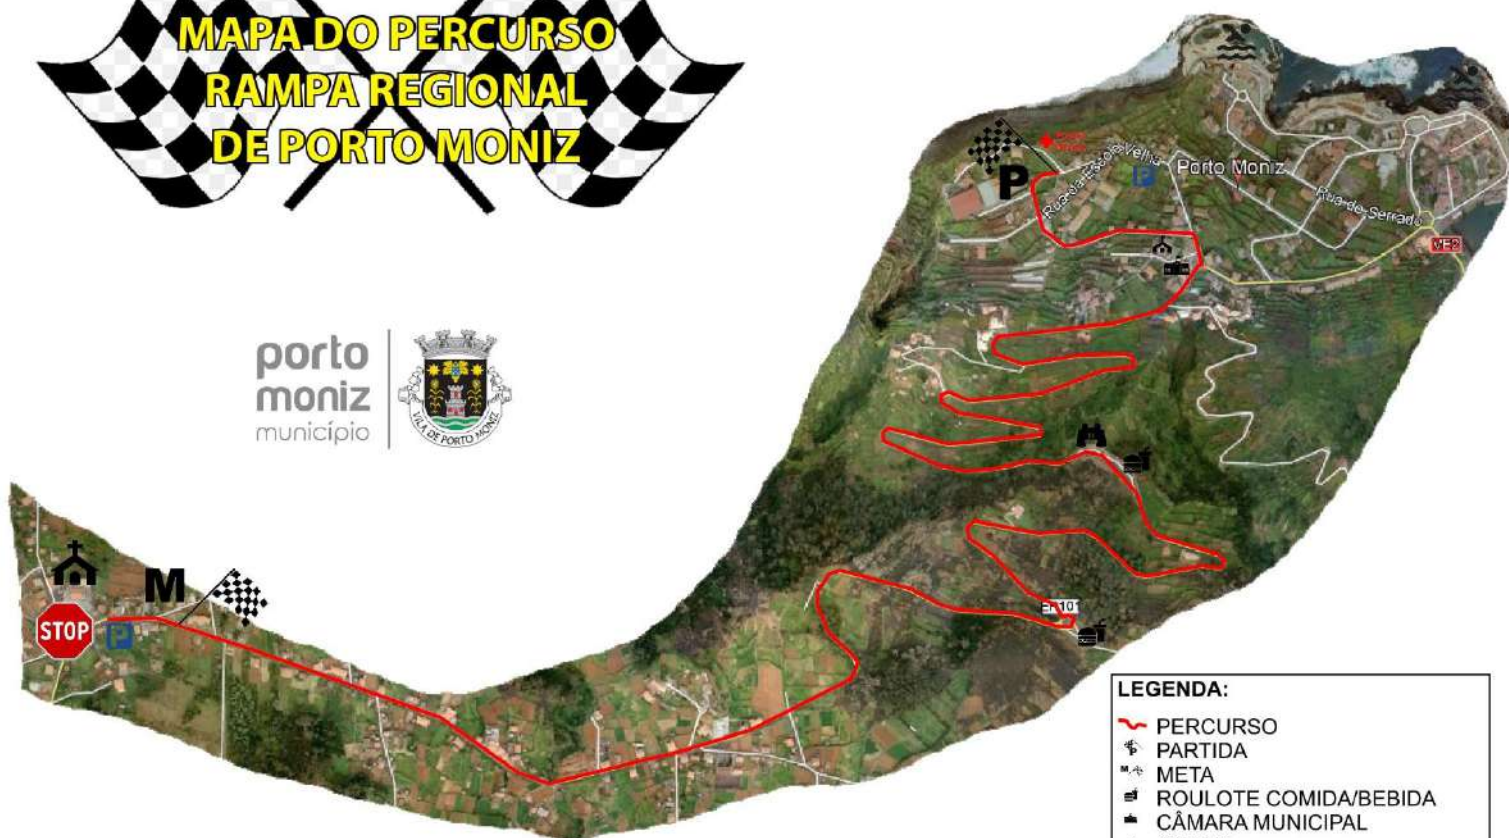 MAPA DO PERCURSO
RAMPA REGIONAL
DE PORTO MONIZ
porto
moniz
município
VILA DE PORTO MONIZ
P
Rua da Escola Velha
P
Porto Moniz
Rua do Serrado
VE2
ER101
M
STOP
P
LEGENDA:
PERCURSO
P PARTIDA
M META
ROULOTE COMIDA/BEBIDA
CÂMARA MUNICIPAL